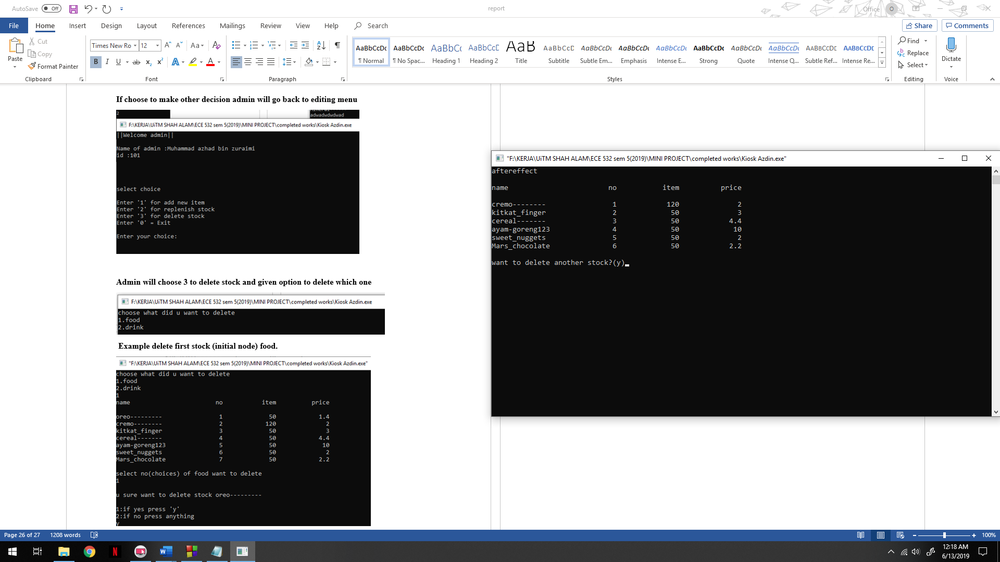 AutoSave Off report Office O
File Home Insert Design Layout References Mailings Review View Help Search Share Comments
Paste Cut Copy Format Painter
Times New Ro 12
AaBbCcDc AaBbCcDc AaBbCc AaBbCcD AaB AaBbCcD AaBbCcDc AaBbCcDc AaBbCcDc AaBbCcDc AaBbCcDc AaBbCcDc AABBCCDE AABBCCDE
¶ Normal ¶ No Spac... Heading 1 Heading 2 Title Subtitle Subtle Em... Emphasis Intense E... Strong Quote Intense Q... Subtle Ref... Intense Re...
Find Replace Select Dictate
Clipboard Font Paragraph Styles Editing Voice
If choose to make other decision admin will go back to editing menu
2
adwadwdwdwad
F:\KERJA\UiTM SHAH ALAM\ECE 532 sem 5(2019)\MINI PROJECT\completed works\Kiosk Azdin.exe
||Welcome admin||
Name of admin :Muhammad azhad bin zuraimi
id :101
select choice
Enter '1' for add new item
Enter '2' for replenish stock
Enter '3' for delete stock
Enter '0' = Exit
Enter your choice:
Admin will choose 3 to delete stock and given option to delete which one
F:\KERJA\UiTM SHAH ALAM\ECE 532 sem 5(2019)\MINI PROJECT\completed works\Kiosk Azdin.exe
choose what did u want to delete
1.food
2.drink
Example delete first stock (initial node) food.
"F:\KERJA\UiTM SHAH ALAM\ECE 532 sem 5(2019)\MINI PROJECT\completed works\Kiosk Azdin.exe"
choose what did u want to delete
1.food
2.drink
1
name no item price
oreo--------- 1 50 1.4
cremo-------- 2 120 2
kitkat_finger 3 50 3
cereal------- 4 50 4.4
ayam-goreng123 5 50 10
sweet_nuggets 6 50 2
Mars_chocolate 7 50 2.2
select no(choices) of food want to delete
1
u sure want to delete stock oreo---------
1:if yes press 'y'
2:if no press anything
y
"F:\KERJA\UiTM SHAH ALAM\ECE 532 sem 5(2019)\MINI PROJECT\completed works\Kiosk Azdin.exe"
aftereffect
name no item price
cremo-------- 1 120 2
kitkat_finger 2 50 3
cereal------- 3 50 4.4
ayam-goreng123 4 50 10
sweet_nuggets 5 50 2
Mars_chocolate 6 50 2.2
want to delete another stock?(y)
Page 26 of 27 1208 words 100%
12:18 AM
6/13/2019